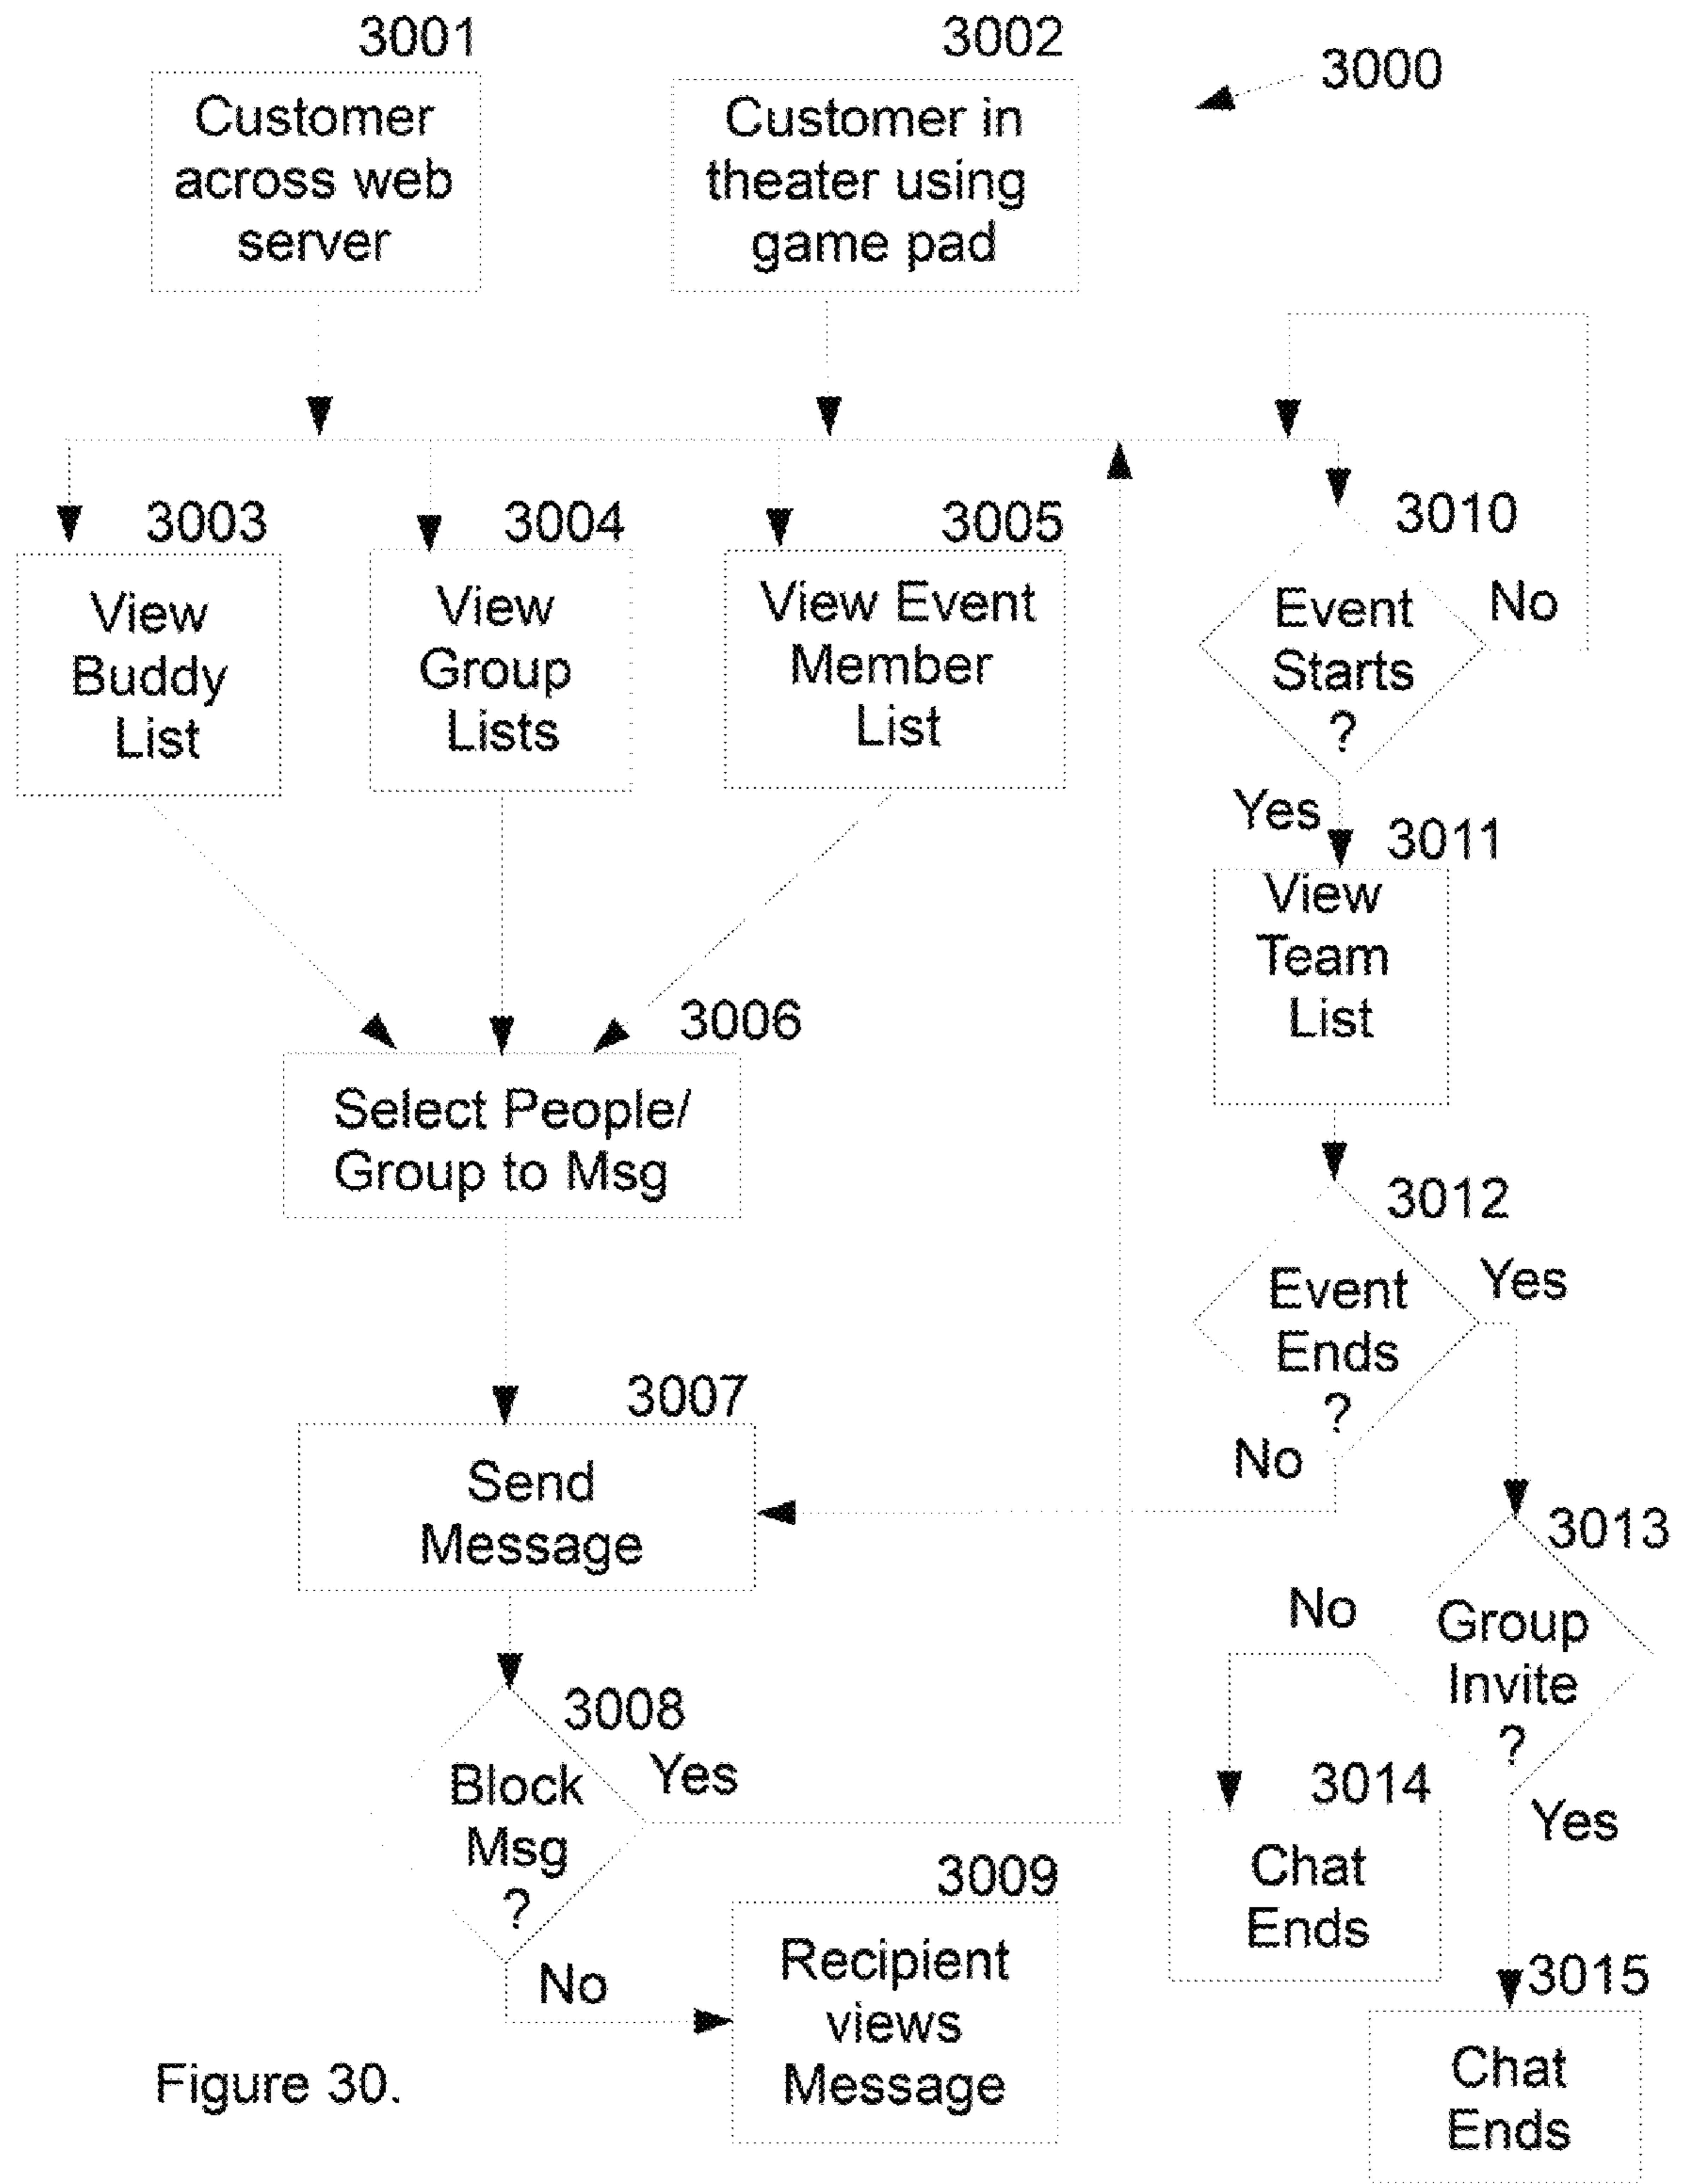 3001
3002
3000
Customer
across web
server
Customer in
theater using
game pad
3003
3004
3005
3010
View
Buddy
List
View
Group
Lists
View Event
Member
List
Event
Starts
?
No
Yes
3011
View
Team
List
3006
Select People/
Group to Msg
3012
Event
Ends
?
Yes
No
3007
Send
Message
3013
Group
Invite
?
No
Yes
3008
Block
Msg
?
Yes
No
3014
Chat
Ends
3009
Recipient
views
Message
3015
Chat
Ends
Figure 30.